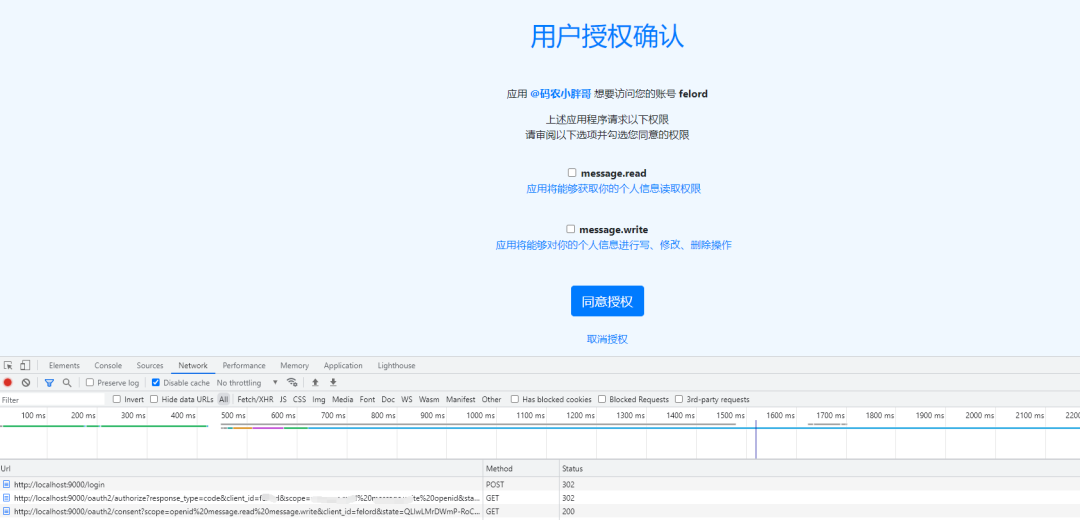 用户授权确认
应用 @码农小胖哥 想要访问您的账号 felord
上述应用程序请求以下权限
请审阅以下选项并勾选您同意的权限
message.read
应用将能够获取你的个人信息读取权限
message.write
应用将能够对你的个人信息进行写、修改、删除操作
同意授权
取消授权
Elements Console Sources Network Performance Memory Application Lighthouse
Preserve log Disable cache No throttling
Filter Invert Hide data URLs All Fetch/XHR JS CSS Img Media Font Doc WS Wasm Manifest Other Has blocked cookies Blocked Requests 3rd-party requests
100 ms 200 ms 300 ms 400 ms 500 ms 600 ms 700 ms 800 ms 900 ms 1000 ms 1100 ms 1200 ms 1300 ms 1400 ms 1500 ms 1600 ms 1700 ms 1800 ms 1900 ms 2000 ms 2100 ms 2200
Url Method Status
http://localhost:9000/login POST 302
http://localhost:9000/oauth2/authorize?response_type=code&client_id= &scope= %20openid&sta... GET 302
http://localhost:9000/oauth2/consent?scope=openid%20message.read%20message.write&client_id=felord&state=QLlwLMrDWmP-RoC... GET 200